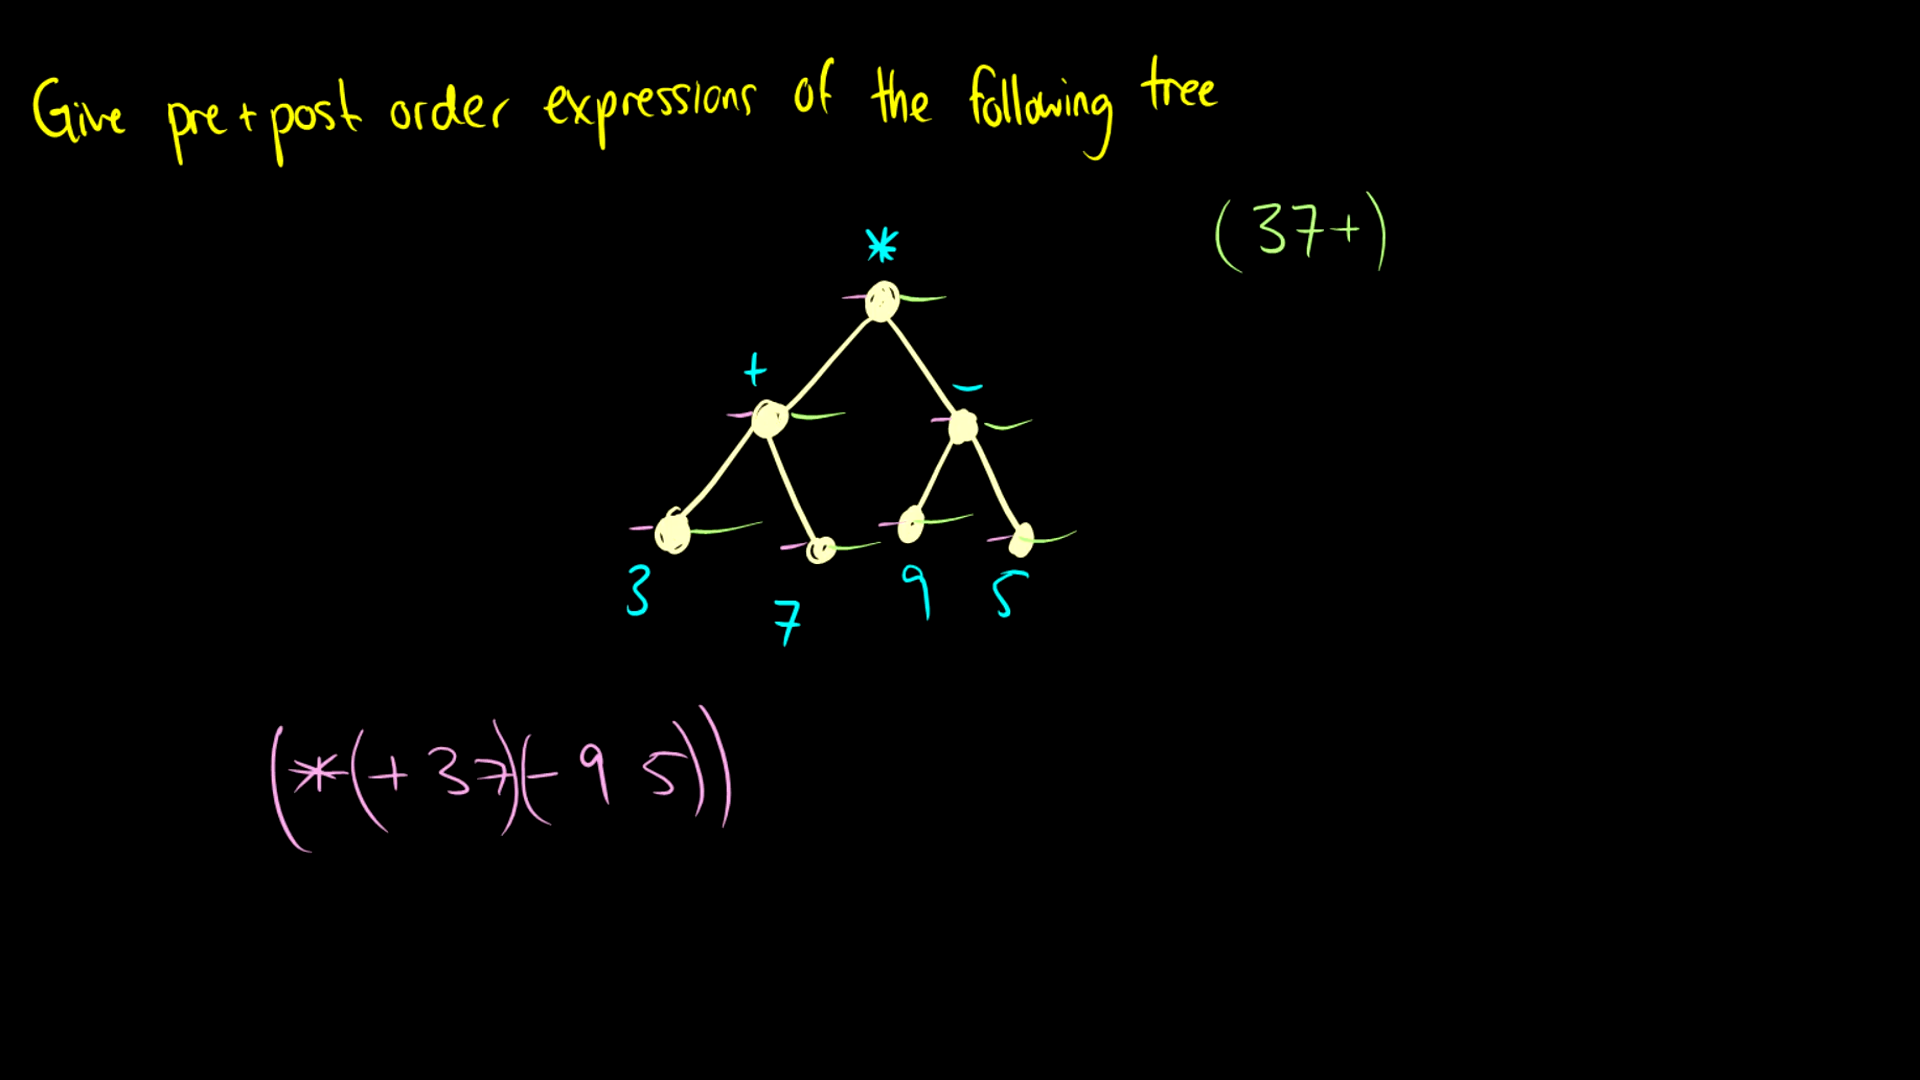 Give pre + post order expressions of the following tree
(37+)
*
+
-
3 7 9 5
(*(+37)(- 9 5))